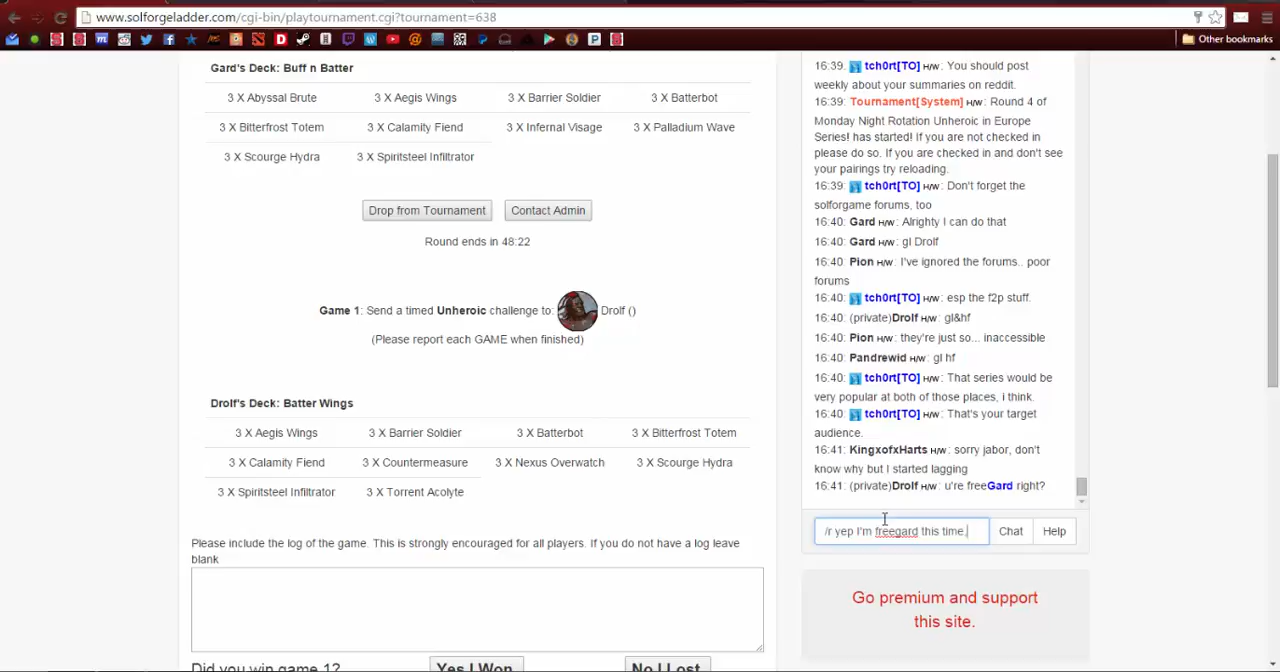 www.solforgeladder.com/cgi-bin/playtournament.cgi?tournament=638
Other bookmarks
Gard's Deck: Buff n Batter
3 X Abyssal Brute 3 X Aegis Wings 3 X Barrier Soldier 3 X Batterbot
3 X Bitterfrost Totem 3 X Calamity Fiend 3 X Infernal Visage 3 X Palladium Wave
3 X Scourge Hydra 3 X Spiritsteel Infiltrator
Drop from Tournament Contact Admin
Round ends in 48:22
Game 1: Send a timed Unheroic challenge to: Drolf ()
(Please report each GAME when finished)
Drolf's Deck: Batter Wings
3 X Aegis Wings 3 X Barrier Soldier 3 X Batterbot 3 X Bitterfrost Totem
3 X Calamity Fiend 3 X Countermeasure 3 X Nexus Overwatch 3 X Scourge Hydra
3 X Spiritsteel Infiltrator 3 X Torrent Acolyte
Please include the log of the game. This is strongly encouraged for all players. If you do not have a log leave
blank
Did you win game 1? Yes I Won No I Lost
16:39: tch0rt[TO] H/W: You should post
weekly about your summaries on reddit.
16:39: Tournament[System] H/W: Round 4 of
Monday Night Rotation Unheroic in Europe
Series! has started! If you are not checked in
please do so. If you are checked in and don't see
your pairings try reloading.
16:39: tch0rt[TO] H/W: Don't forget the
solforgame forums, too
16:40: Gard H/W: Alrighty I can do that
16:40: Gard H/W: gl Drolf
16:40: Pion H/W: I've ignored the forums.. poor
forums
16:40: tch0rt[TO] H/W: esp the f2p stuff.
16:40: (private)Drolf H/W: gl&hf
16:40: Pion H/W: they're just so... inaccessible
16:40: Pandrewid H/W: gl hf
16:40: tch0rt[TO] H/W: That series would be
very popular at both of those places, i think.
16:40: tch0rt[TO] H/W: That's your target
audience.
16:41: KingxofxHarts H/W: sorry jabor, don't
know why but I started lagging
16:41: (private)Drolf H/W: u're freeGard right?
/r yep I'm freegard this time.
Chat Help
Go premium and support
this site.